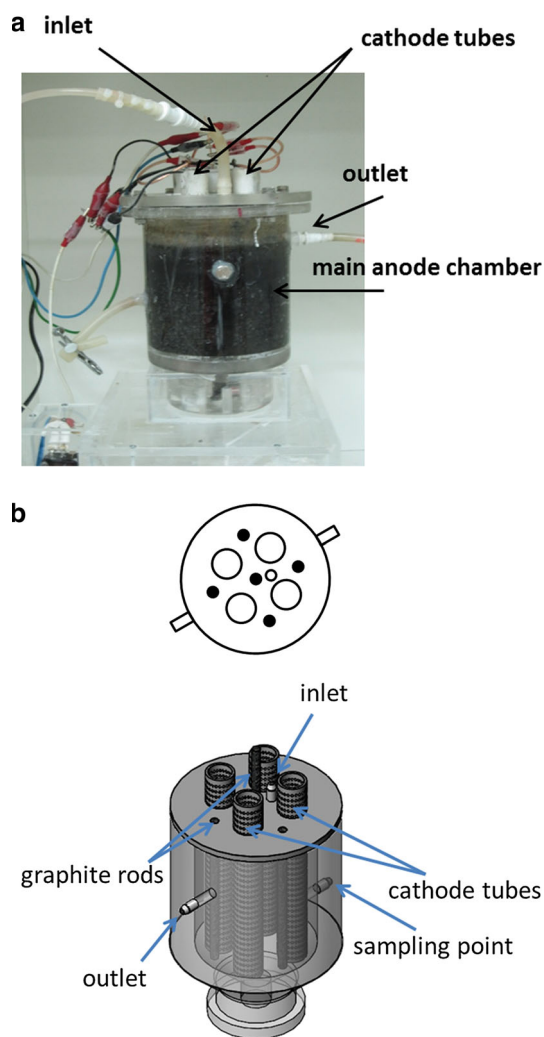 a
inlet
cathode tubes
outlet
main anode chamber
b
inlet
graphite rods
cathode tubes
sampling point
outlet